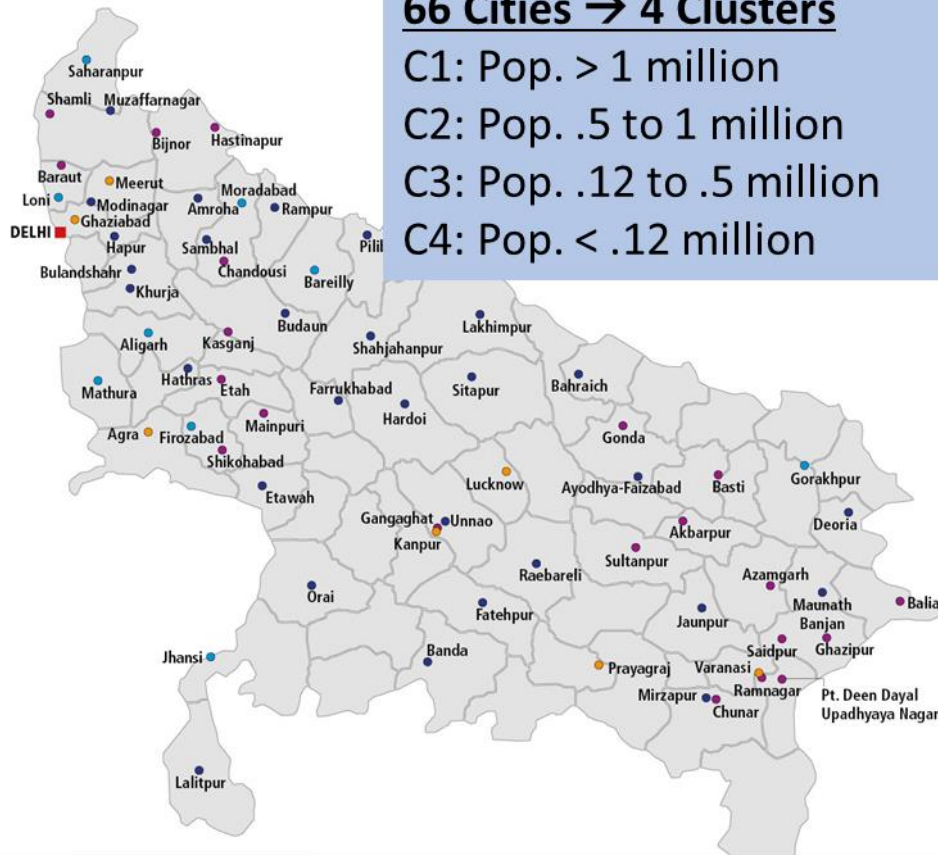 66 Cities → 4 Clusters
C1: Pop. > 1 million
C2: Pop. .5 to 1 million
C3: Pop. .12 to .5 million
C4: Pop. < .12 million
Saharanpur
Shamli
Muzaffarnagar
Bijnor
Hastinapur
Baraut
Meerut
Moradabad
Loni
Modinagar
Amroha
Rampur
Ghaziabad
DELHI
Hapur
Sambhal
Pilib
Chandousi
Bulandshahr
Bareilly
Khurja
Budaun
Lakhimpur
Aligarh
Kasganj
Shahjahanpur
Hathras
Etah
Farrukhabad
Sitapur
Bahraich
Mathura
Hardoi
Mainpuri
Agra
Firozabad
Gonda
Shikohabad
Lucknow
Ayodhya-Faizabad
Basti
Gorakhpur
Etawah
Gangaghat
Unnao
Deoria
Akbarpur
Kanpur
Sultanpur
Raebareli
Azamgarh
Orai
Maunath
Banjan
Balia
Fatehpur
Jaunpur
Saidpur
Ghazipur
Jhansi
Banda
Prayagraj
Varanasi
Mirzapur
Ramnagar
Chunar
Pt. Deen Dayal
Upadhyaya Nagar
Lalitpur